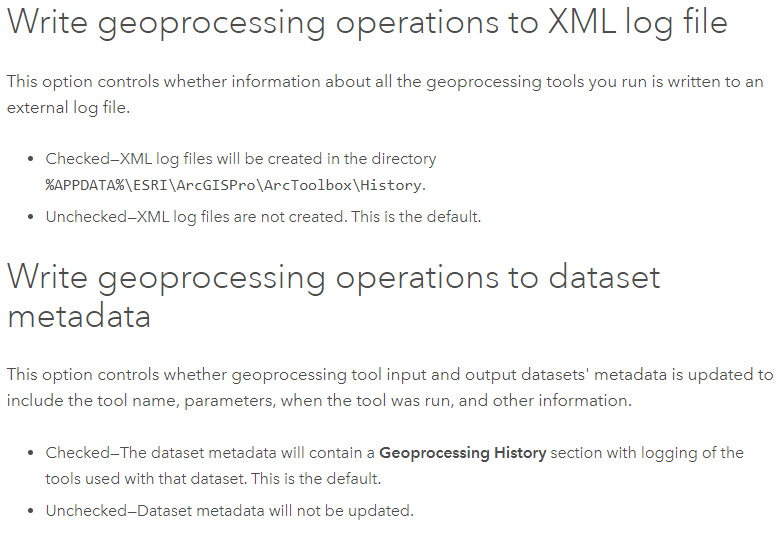 Write geoprocessing operations to XML log file
This option controls whether information about all the geoprocessing tools you run is written to an
external log file.
• Checked—XML log files will be created in the directory
%APPDATA%\ESRI\ArcGISPro\ArcToolbox\History.
• Unchecked—XML log files are not created. This is the default.
Write geoprocessing operations to dataset
metadata
This option controls whether geoprocessing tool input and output datasets' metadata is updated to
include the tool name, parameters, when the tool was run, and other information.
• Checked—The dataset metadata will contain a Geoprocessing History section with logging of the
tools used with that dataset. This is the default.
• Unchecked—Dataset metadata will not be updated.